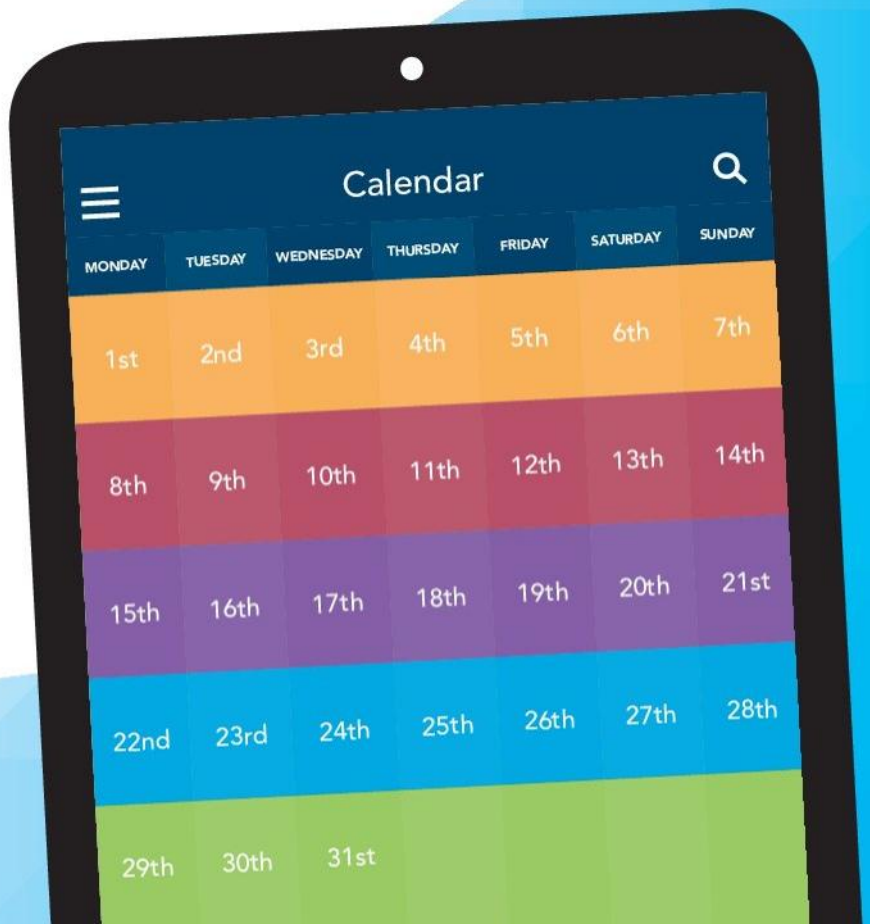 Calendar
MONDAY TUESDAY WEDNESDAY THURSDAY FRIDAY SATURDAY SUNDAY
1st 2nd 3rd 4th 5th 6th 7th
8th 9th 10th 11th 12th 13th 14th
15th 16th 17th 18th 19th 20th 21st
22nd 23rd 24th 25th 26th 27th 28th
29th 30th 31st